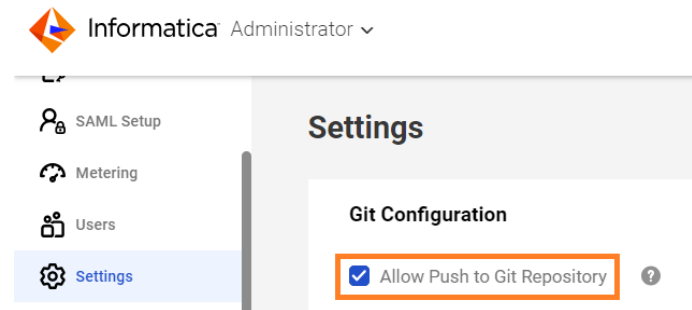 Informatica Administrator
SAML Setup
Metering
Users
Settings
Settings
Git Configuration
Allow Push to Git Repository ?